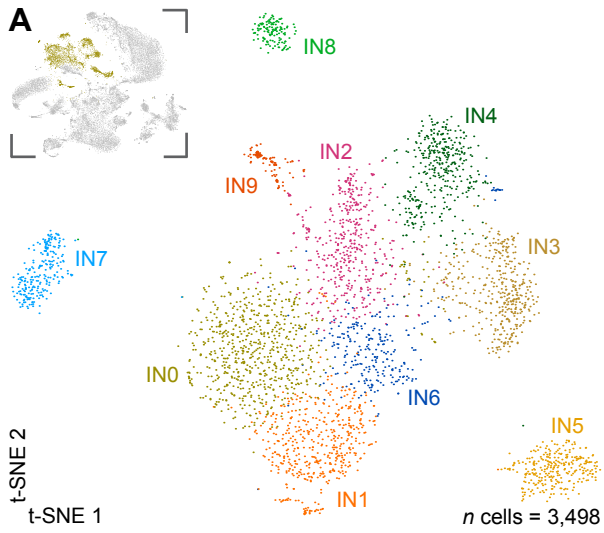 A
IN8
IN4
IN2
IN9
IN3
IN7
IN0
IN6
IN5
IN1
t-SNE 2
t-SNE 1
n cells = 3,498